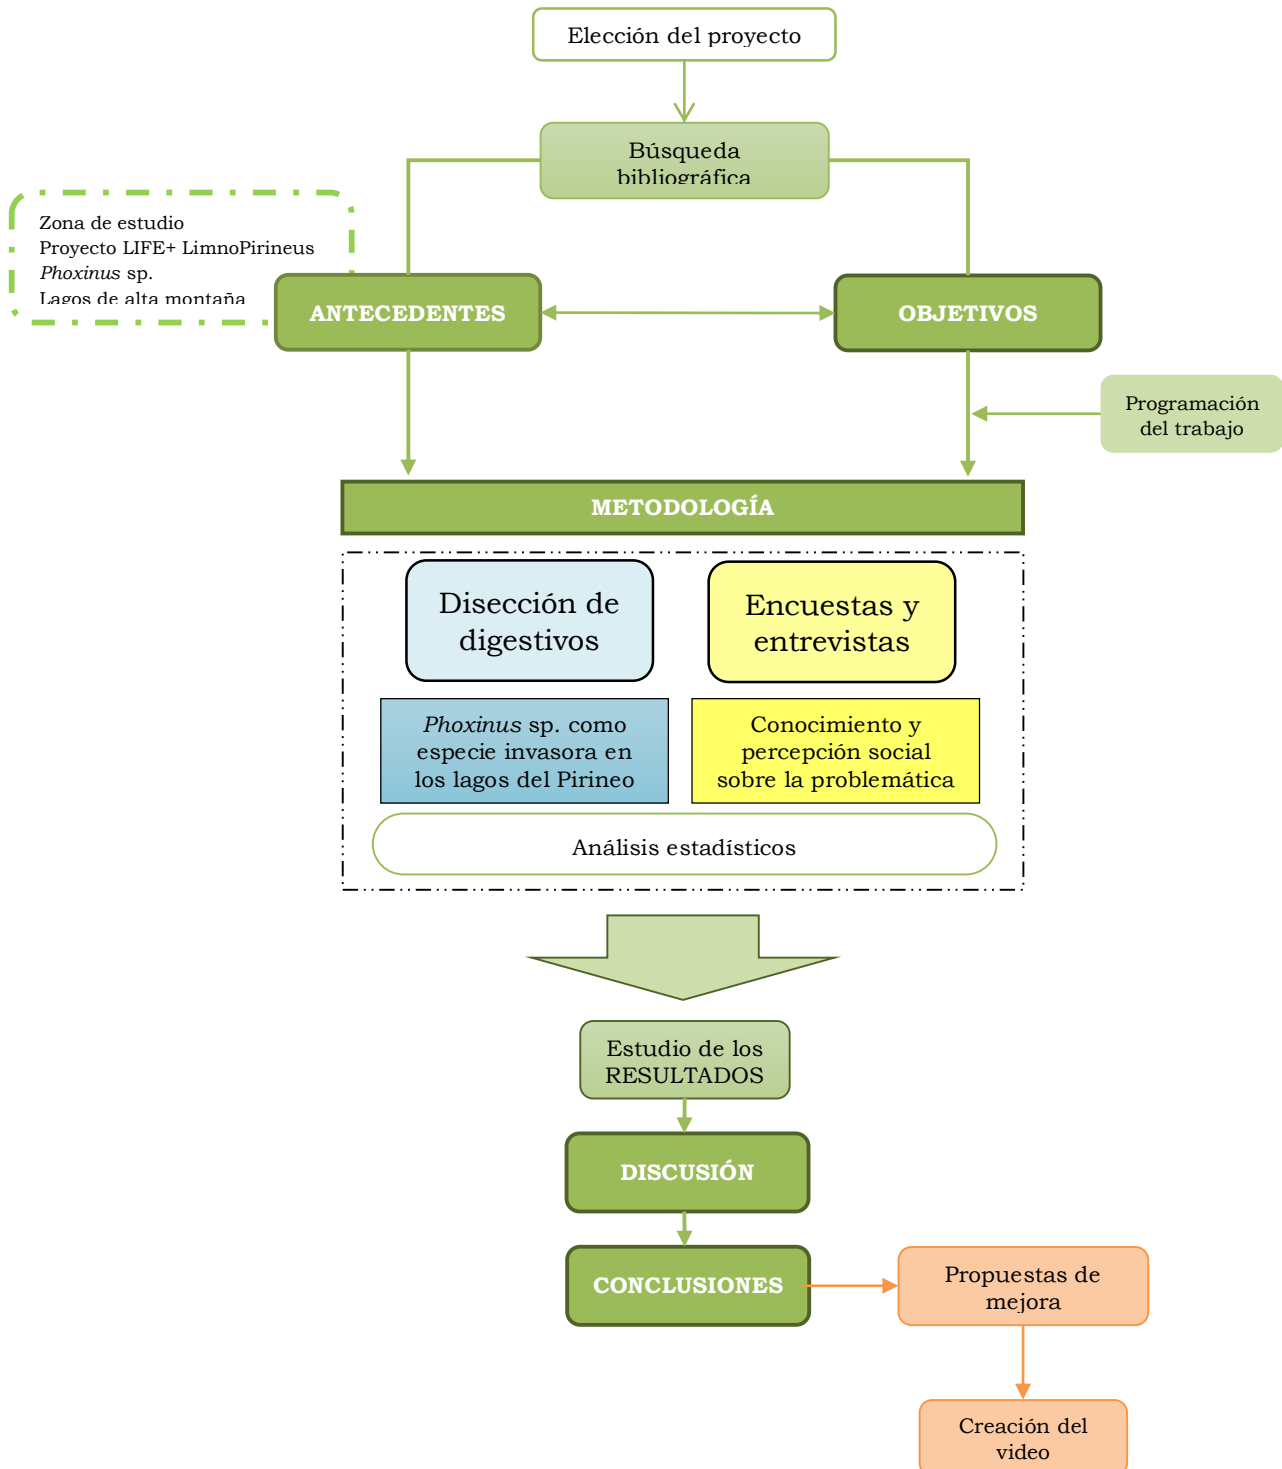 Elección del proyecto
Búsqueda
bibliográfica
Zona de estudio
Proyecto LIFE+ LimnoPirineus
Phoxinus sp.
Lagos de alta montaña
ANTECEDENTES
OBJETIVOS
Programación
del trabajo
METODOLOGÍA
Disección de
digestivos
Encuestas y
entrevistas
Phoxinus sp. como
especie invasora en
los lagos del Pirineo
Conocimiento y
percepción social
sobre la problemática
Análisis estadísticos
Estudio de los
RESULTADOS
DISCUSIÓN
CONCLUSIONES
Propuestas de
mejora
Creación del
video